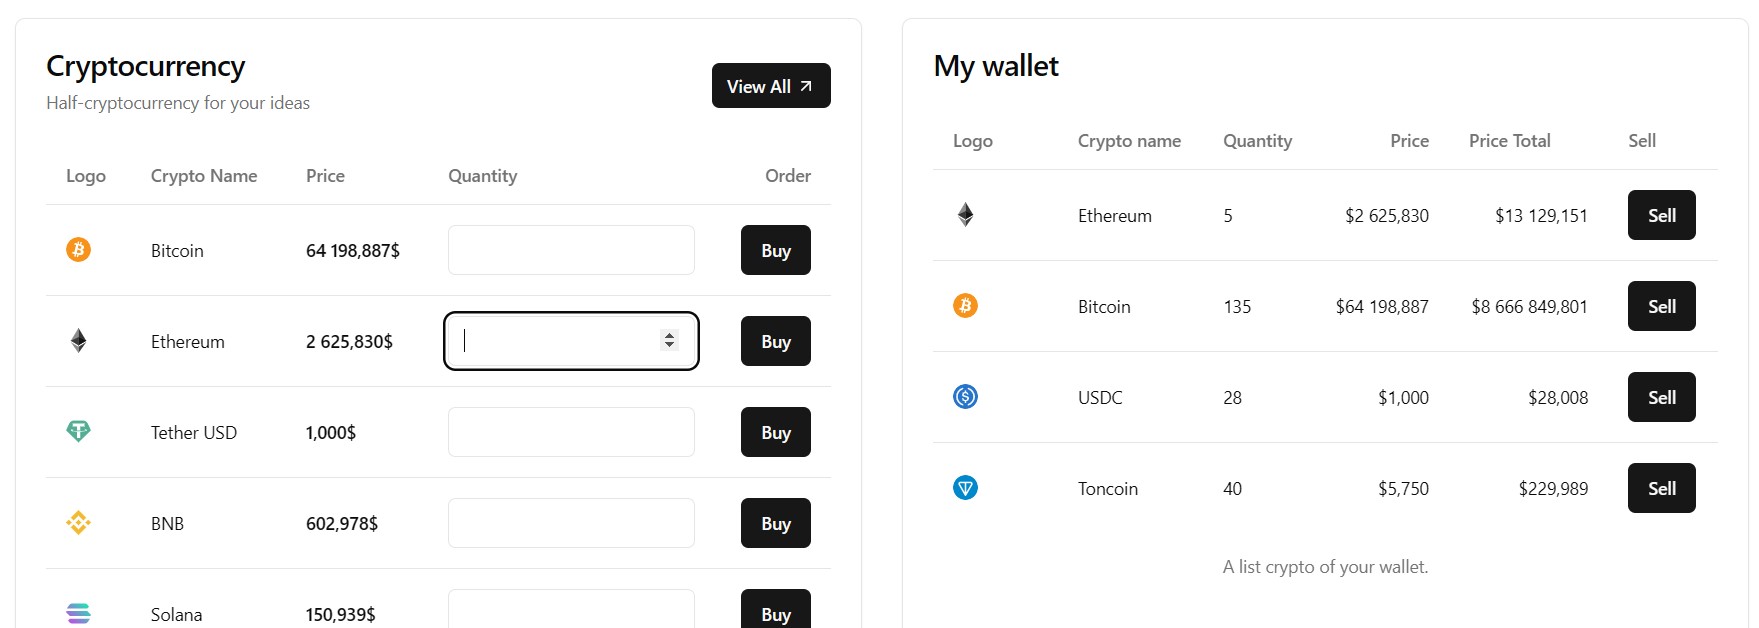 Cryptocurrency
Half-cryptocurrency for your ideas
View All
Logo Crypto Name Price Quantity Order
Bitcoin 64 198,887$ Buy
Ethereum 2 625,830$ Buy
Tether USD 1,000$ Buy
BNB 602,978$ Buy
Solana 150,939$ Buy
My wallet
Logo Crypto name Quantity Price Price Total Sell
Ethereum 5 $2 625,830 $13 129,151 Sell
Bitcoin 135 $64 198,887 $8 666 849,801 Sell
USDC 28 $1,000 $28,008 Sell
Toncoin 40 $5,750 $229,989 Sell
A list crypto of your wallet.